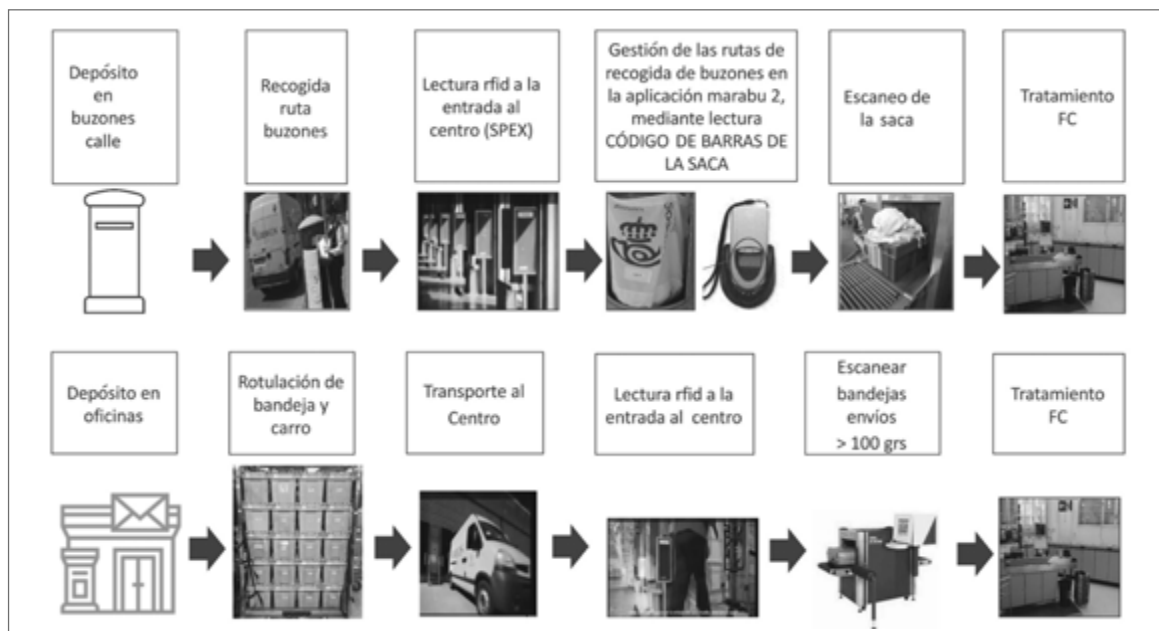 Depósito
en
buzones
calle
Recogida
ruta
buzones
Lectura rfid a la
entrada al
centro (SPEX)
Gestión de las rutas de
recogida de buzones en
la aplicación marabu 2,
mediante lectura
CÓDIGO DE BARRAS DE
LA SACA
Escaneo de
la saca
Tratamiento
FC
Depósito en
oficinas
Rotulación de
bandeja y
carro
Transporte al
Centro
Lectura rfid a la
entrada al centro
Escanear
bandejas
envíos
> 100 grs
Tratamiento
FC